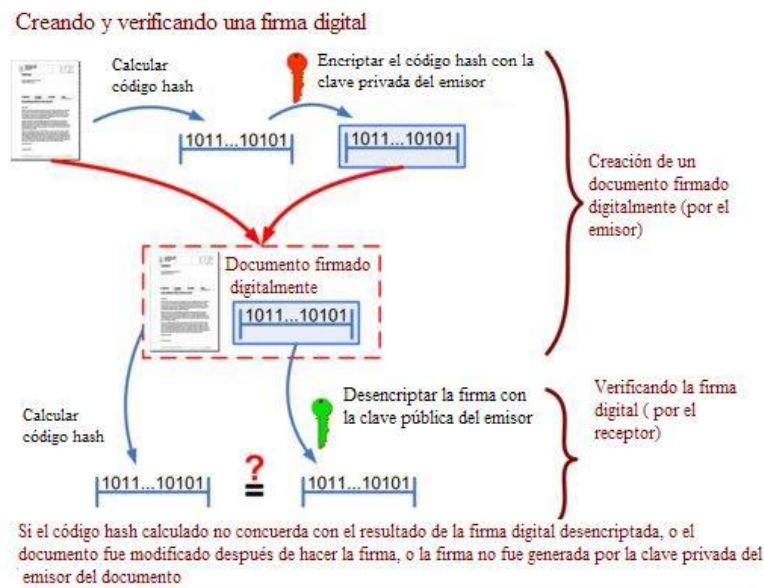 Creando y verificando una firma digital
Calcular
código hash
Encriptar el código hash con la
clave privada del emisor
1011...10101
1011...10101
Creación de un
documento firmado
digitalmente (por el
emisor)
Documento firmado
digitalmente
1011...10101
Calcular
código hash
Desencriptar la firma con
la clave pública del emisor
Verificando la firma
digital ( por el
receptor)
1011...10101
?
=
1011...10101
Si el código hash calculado no concuerda con el resultado de la firma digital desencriptada, o el
documento fue modificado después de hacer la firma, o la firma no fue generada por la clave privada del
emisor del documento